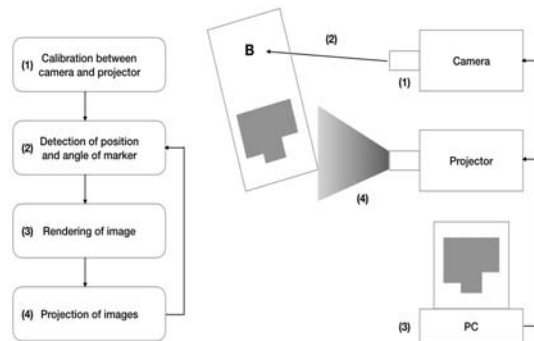 (1) Calibration between
camera and projector
(2) Detection of position
and angle of marker
(3) Rendering of image
(4) Projection of images
B
(2)
Camera
(1)
Projector
(4)
(3)
PC